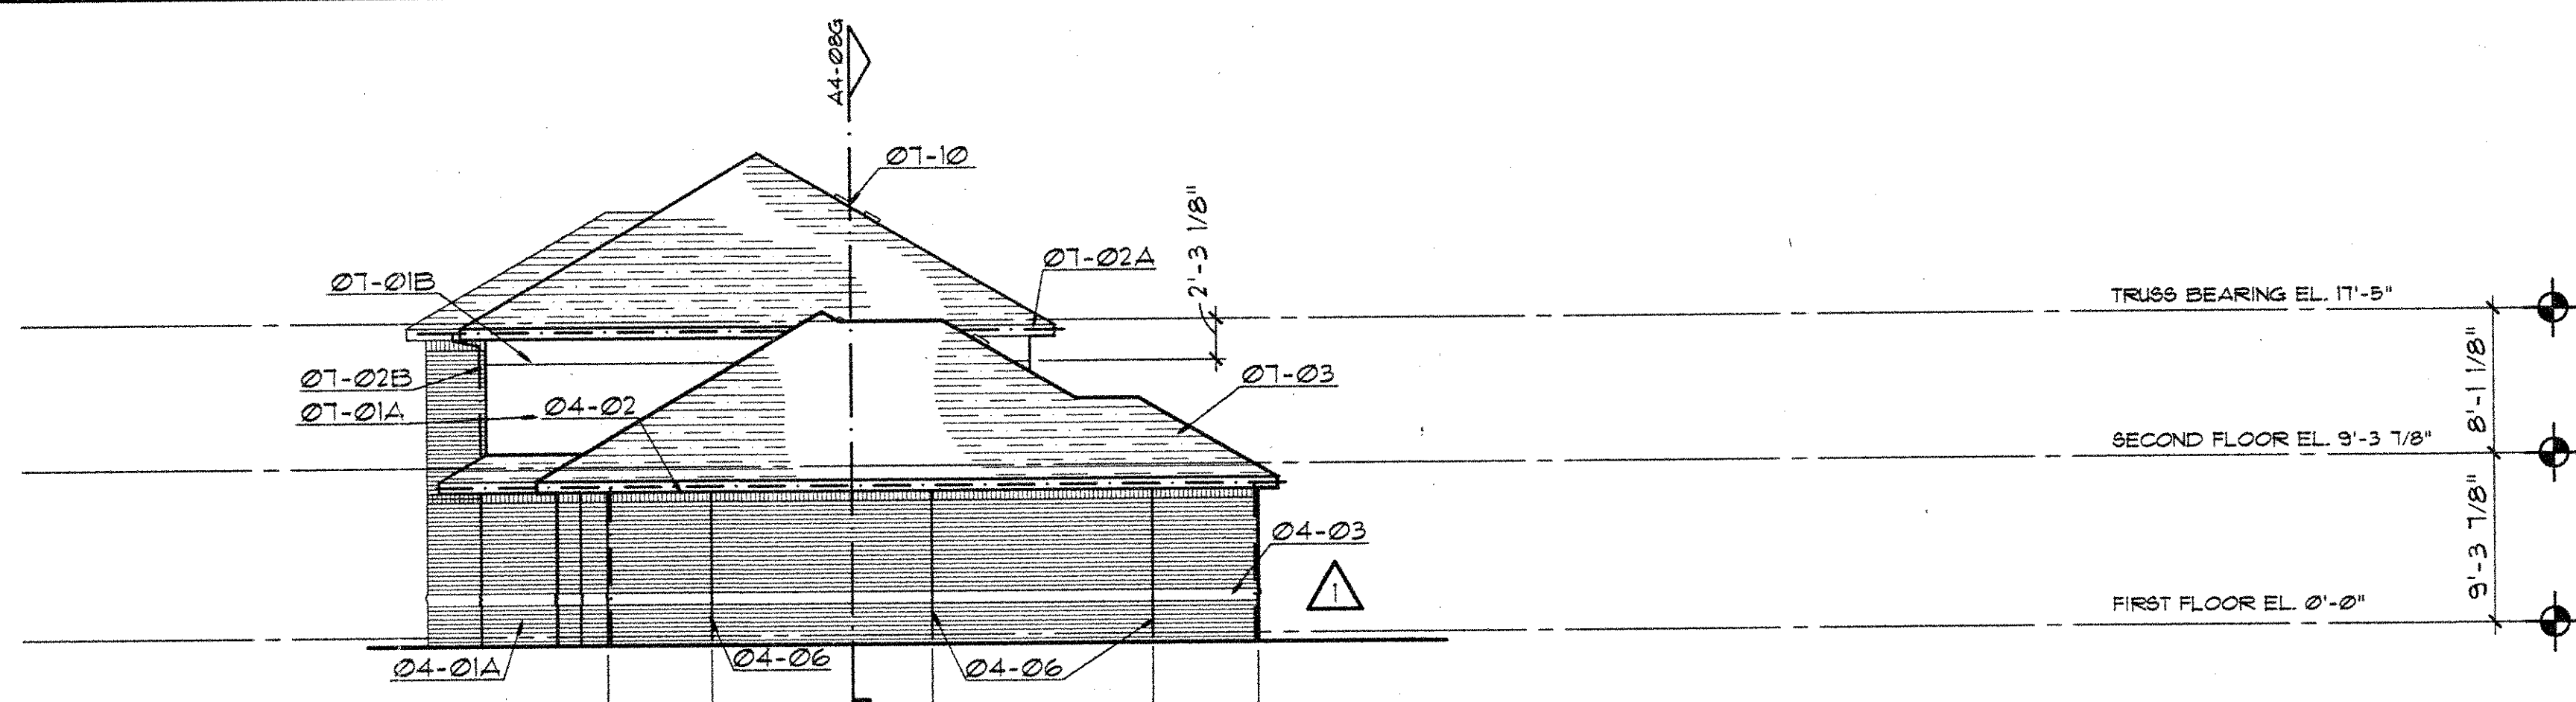 A4-08G
07-10
2'-3 1/8"
07-02A
07-01B
TRUSS BEARING EL. 17'-5"
8'-1 1/8"
07-02B
07-03
07-01A
04-02
SECOND FLOOR EL. 9'-3 7/8"
9'-3 7/8"
04-03
1
FIRST FLOOR EL. 0'-0"
04-01A
04-06
04-06